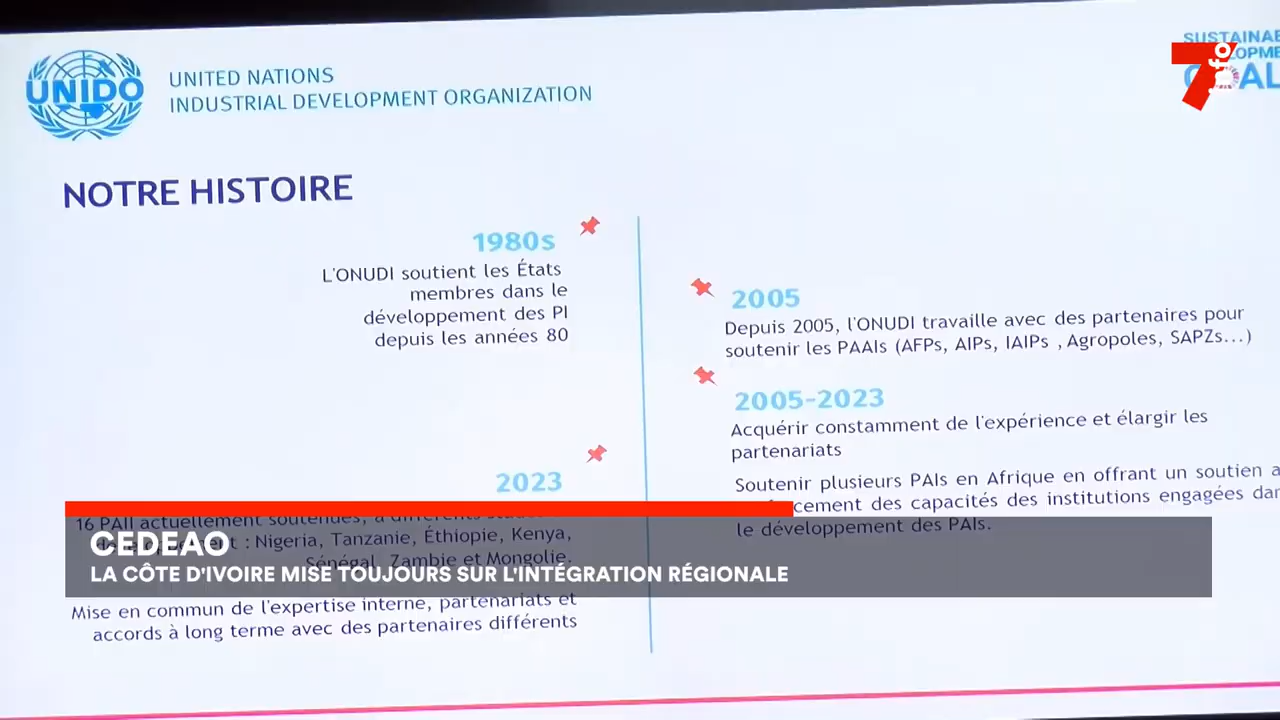 UNIDO
UNITED NATIONS
INDUSTRIAL DEVELOPMENT ORGANIZATION
SUSTAINAB
7 info
NOTRE HISTOIRE
1980s
L'ONUDI soutient les États
membres dans le
développement des PI
depuis les années 80
2005
Depuis 2005, l'ONUDI travaille avec des partenaires pour
soutenir les PAAIs (AFPs, AIPs, IAIPs , Agropoles, SAPZs...)
2005-2023
Acquérir constamment de l'expérience et élargir les
partenariats
Soutenir plusieurs PAIs en Afrique en offrant un soutien a
cement des capacités des institutions engagées dan
le développement des PAIs.
2023
16 PAII actuellement soutenues, à différents
: Nigeria, Tanzanie, Éthiopie, Kenya,
Sénégal, Zambie et Mongolie.
Mise en commun de l'expertise interne, partenariats et
accords à long terme avec des partenaires différents
CEDEAO
LA CÔTE D'IVOIRE MISE TOUJOURS SUR L'INTÉGRATION RÉGIONALE